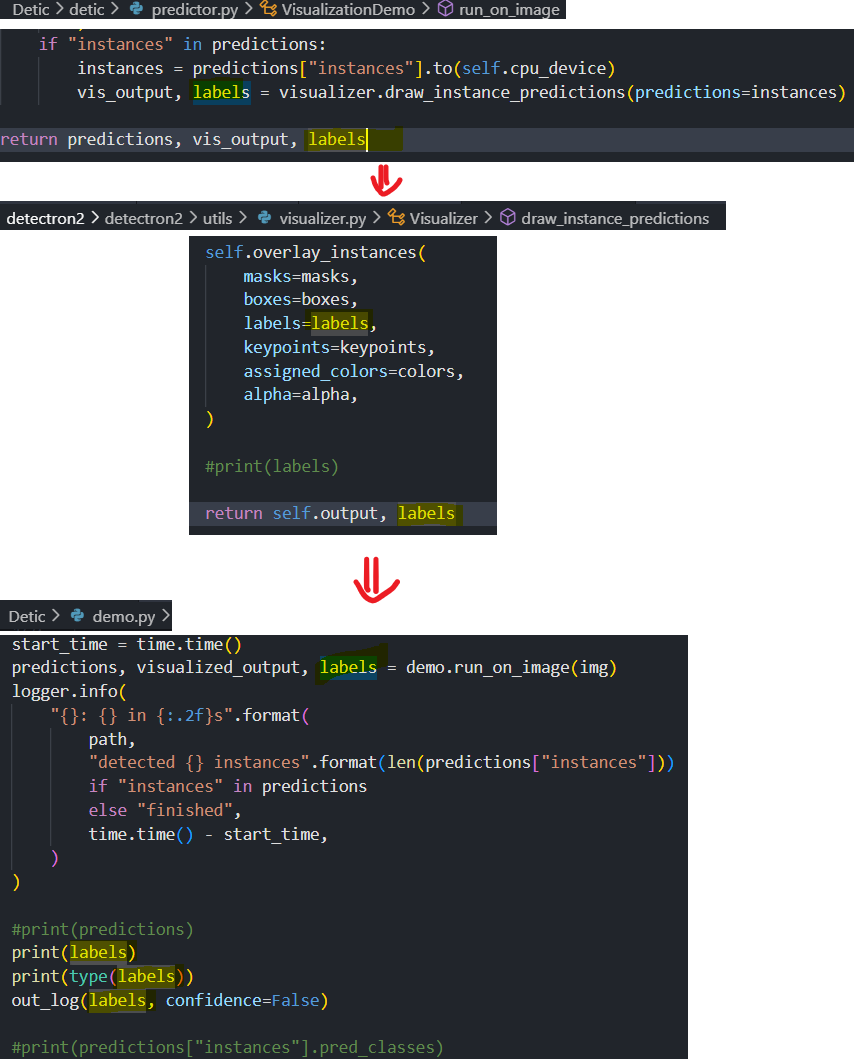 Detic > detic > predictor.py > VisualizationDemo > run_on_image
if "instances" in predictions:
instances = predictions["instances"].to(self.cpu_device)
vis_output, labels = visualizer.draw_instance_predictions(predictions=instances)
return predictions, vis_output, labels
detectron2 > detectron2 > utils > visualizer.py > Visualizer > draw_instance_predictions
self.overlay_instances(
masks=masks,
boxes=boxes,
labels=labels,
keypoints=keypoints,
assigned_colors=colors,
alpha=alpha,
)
#print(labels)
return self.output, labels
Detic > demo.py >
start_time = time.time()
predictions, visualized_output, labels = demo.run_on_image(img)
logger.info(
"{}: {} in {:.2f}s".format(
path,
"detected {} instances".format(len(predictions["instances"]))
if "instances" in predictions
else "finished",
time.time() - start_time,
)
)
#print(predictions)
print(labels)
print(type(labels))
out_log(labels, confidence=False)
#print(predictions["instances"].pred_classes)